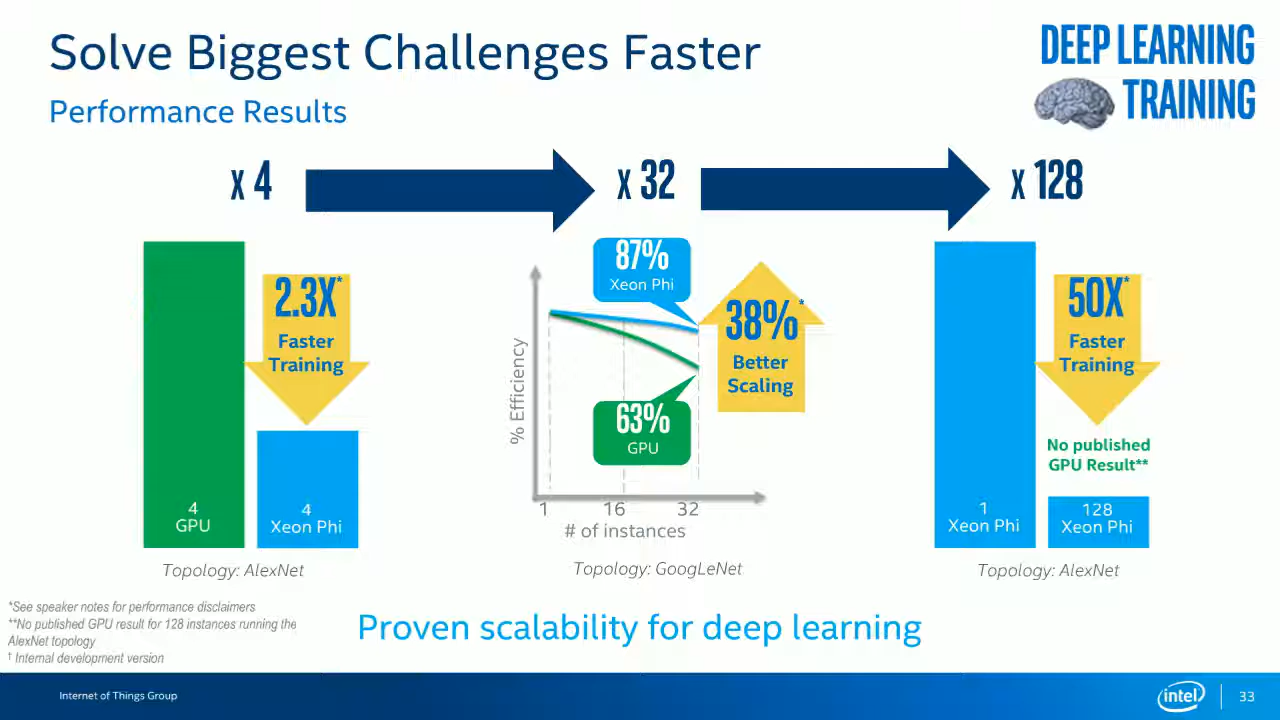 Solve Biggest Challenges Faster
Performance Results
DEEP LEARNING
TRAINING
x 4
x 32
x 128
2.3X*
Faster
Training
4
GPU
4
Xeon Phi
Topology: AlexNet
% Efficiency
87%
Xeon Phi
63%
GPU
38%*
Better
Scaling
1 16 32
# of instances
Topology: GoogLeNet
50X*
Faster
Training
No published
GPU Result**
1
Xeon Phi
128
Xeon Phi
Topology: AlexNet
*See speaker notes for performance disclaimers
**No published GPU result for 128 instances running the
AlexNet topology
† Internal development version
Proven scalability for deep learning
Internet of Things Group
intel
33